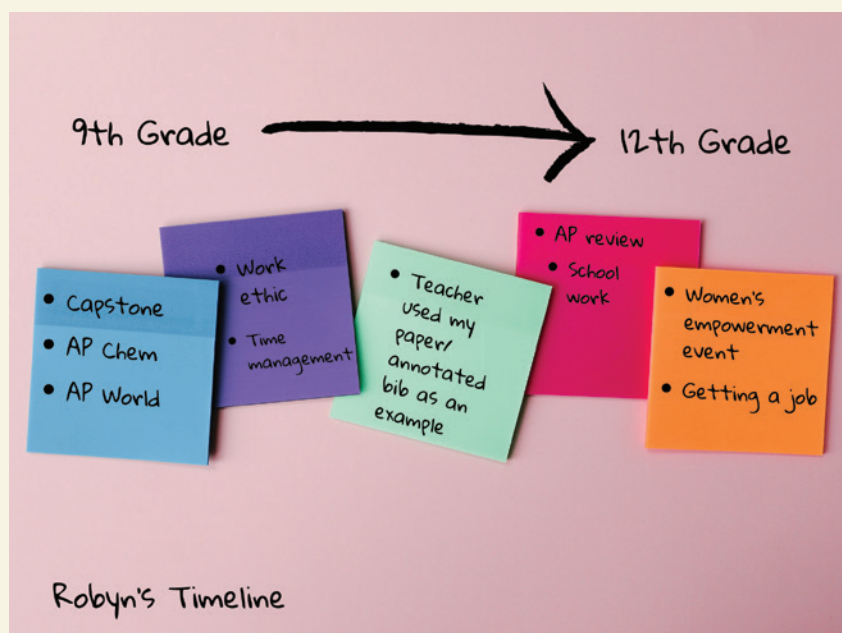 9th Grade
12th Grade
• Capstone
• AP Chem
• AP World
• Work
ethic
• Time
management
• Teacher
used my
paper/
annotated
bib as an
example
• AP review
• School
work
• Women's
empowerment
event
• Getting a job
Robyn's Timeline